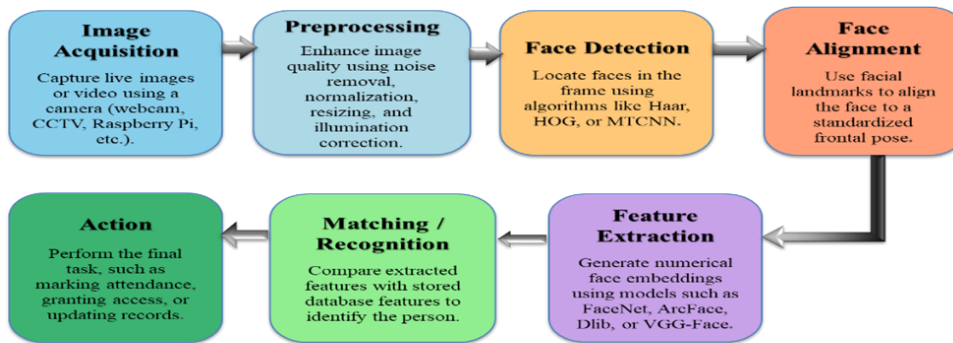 Image
Acquisition
Capture live images
or video using a
camera (webcam,
CCTV, Raspberry Pi,
etc.).
Preprocessing
Enhance image
quality using noise
removal,
normalization,
resizing, and
illumination
correction.
Face Detection
Locate faces in the
frame using
algorithms like Haar,
HOG, or MTCNN.
Face
Alignment
Use facial
landmarks to align
the face to a
standardized frontal
pose.
Feature
Extraction
Generate numerical
face embeddings
using models such as
FaceNet, ArcFace,
Dlib, or VGG-Face.
Matching /
Recognition
Compare extracted
features with stored
database features to
identify the person.
Action
Perform the final
task, such as
marking attendance,
granting access, or
updating records.